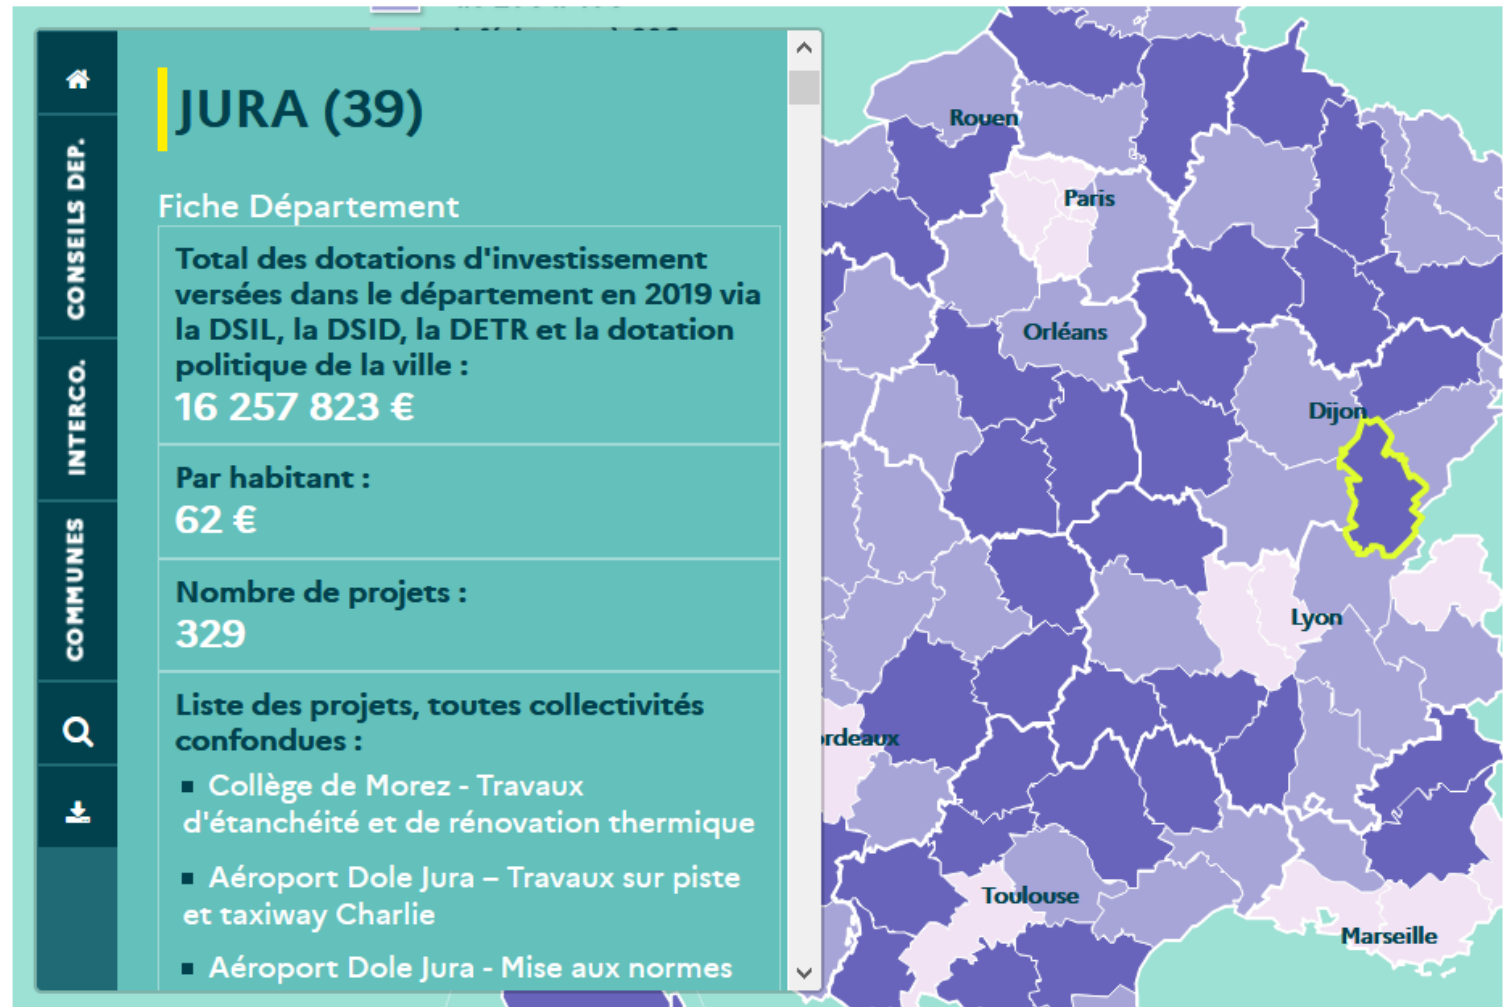 JURA (39)
Fiche Département
Total des dotations d'investissement
versées dans le département en 2019 via
la DSIL, la DSID, la DETR et la dotation
politique de la ville :
16 257 823 €
Par habitant :
62 €
Nombre de projets :
329
Liste des projets, toutes collectivités
confondues :
▪ Collège de Morez - Travaux
d'étanchéité et de rénovation thermique
▪ Aéroport Dole Jura – Travaux sur piste
et taxiway Charlie
▪ Aéroport Dole Jura - Mise aux normes
CONSEILS DEP.
INTERCO.
COMMUNES
Rouen
Paris
Orléans
Dijon
Lyon
ordeaux
Toulouse
Marseille